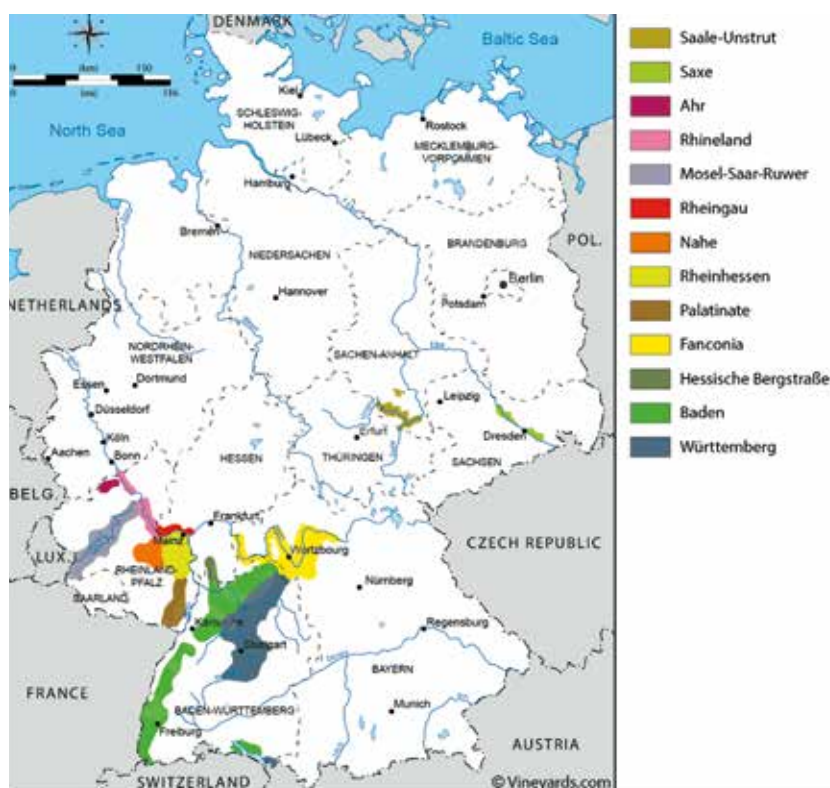 DENMARK
Baltic Sea
North Sea
Kiel
SCHLESWIG-
HOLSTEIN
Lübeck
Rostock
MECKLEMBURG-
VORPOMMEN
Hamburg
Bremen
NIEDERSACHEN
BRANDENBURG
POL.
Berlin
Potsdam
Hannover
NETHERLANDS
NORDRHEIN-
WESTFALEN
SACHEN-ANHALT
Essen
Dortmund
Düsseldorf
Leipzig
Köln
Erfurt
Dresden
Aachen
Bonn
HESSEN
THÜRINGEN
SACHSEN
BELG.
Frankfurt
Mainz
Wortzbourg
CZECH REPUBLIC
LUX.
RHEINLAND-
PFALZ
SAARLAND
Nürnberg
Karlsruhe
Regensburg
Stuttgart
BAYERN
FRANCE
BADEN-WÜRTTEMBERG
Munich
Freiburg
AUSTRIA
SWITZERLAND
© Vineyards.com
Saale-Unstrut
Saxe
Ahr
Rhineland
Mosel-Saar-Ruwer
Rheingau
Nahe
Rheinhessen
Palatinate
Fanconia
Hessische Bergstraße
Baden
Württemberg